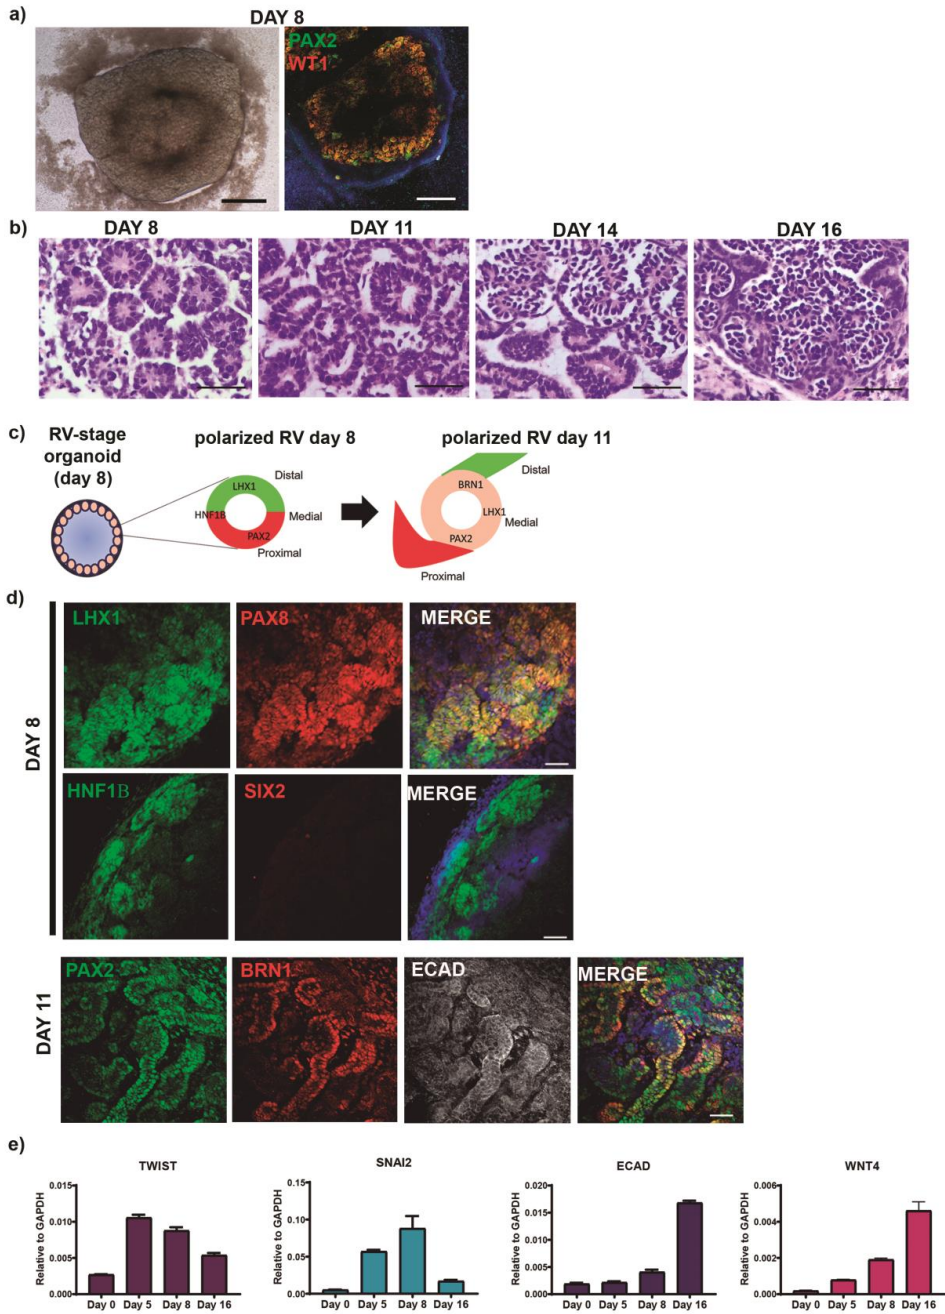 a)
DAY 8
PAX2
WT1
b)
DAY 8 DAY 11 DAY 14 DAY 16
c)
RV-stage
organoid
(day 8)
polarized RV day 8
LHX1
Distal
HNF1B
Medial
PAX2
Proximal
polarized RV day 11
Distal
BRN1
LHX1
Medial
PAX2
Proximal
d)
DAY 8
LHX1 PAX8 MERGE
HNF1B SIX2 MERGE
DAY 11
PAX2 BRN1 ECAD MERGE
e)
TWIST
Relative to GAPDH
0.015
0.010
0.005
0.000
Day 0 Day 5 Day 8 Day 16
SNAI2
Relative to GAPDH
0.15
0.10
0.05
0.00
Day 0 Day 5 Day 8 Day 16
ECAD
Relative to GAPDH
0.020
0.015
0.010
0.005
0.000
Day 0 Day 5 Day 8 Day 16
WNT4
Relative to GAPDH
0.006
0.004
0.002
0.000
Day 0 Day 5 Day 8 Day 16